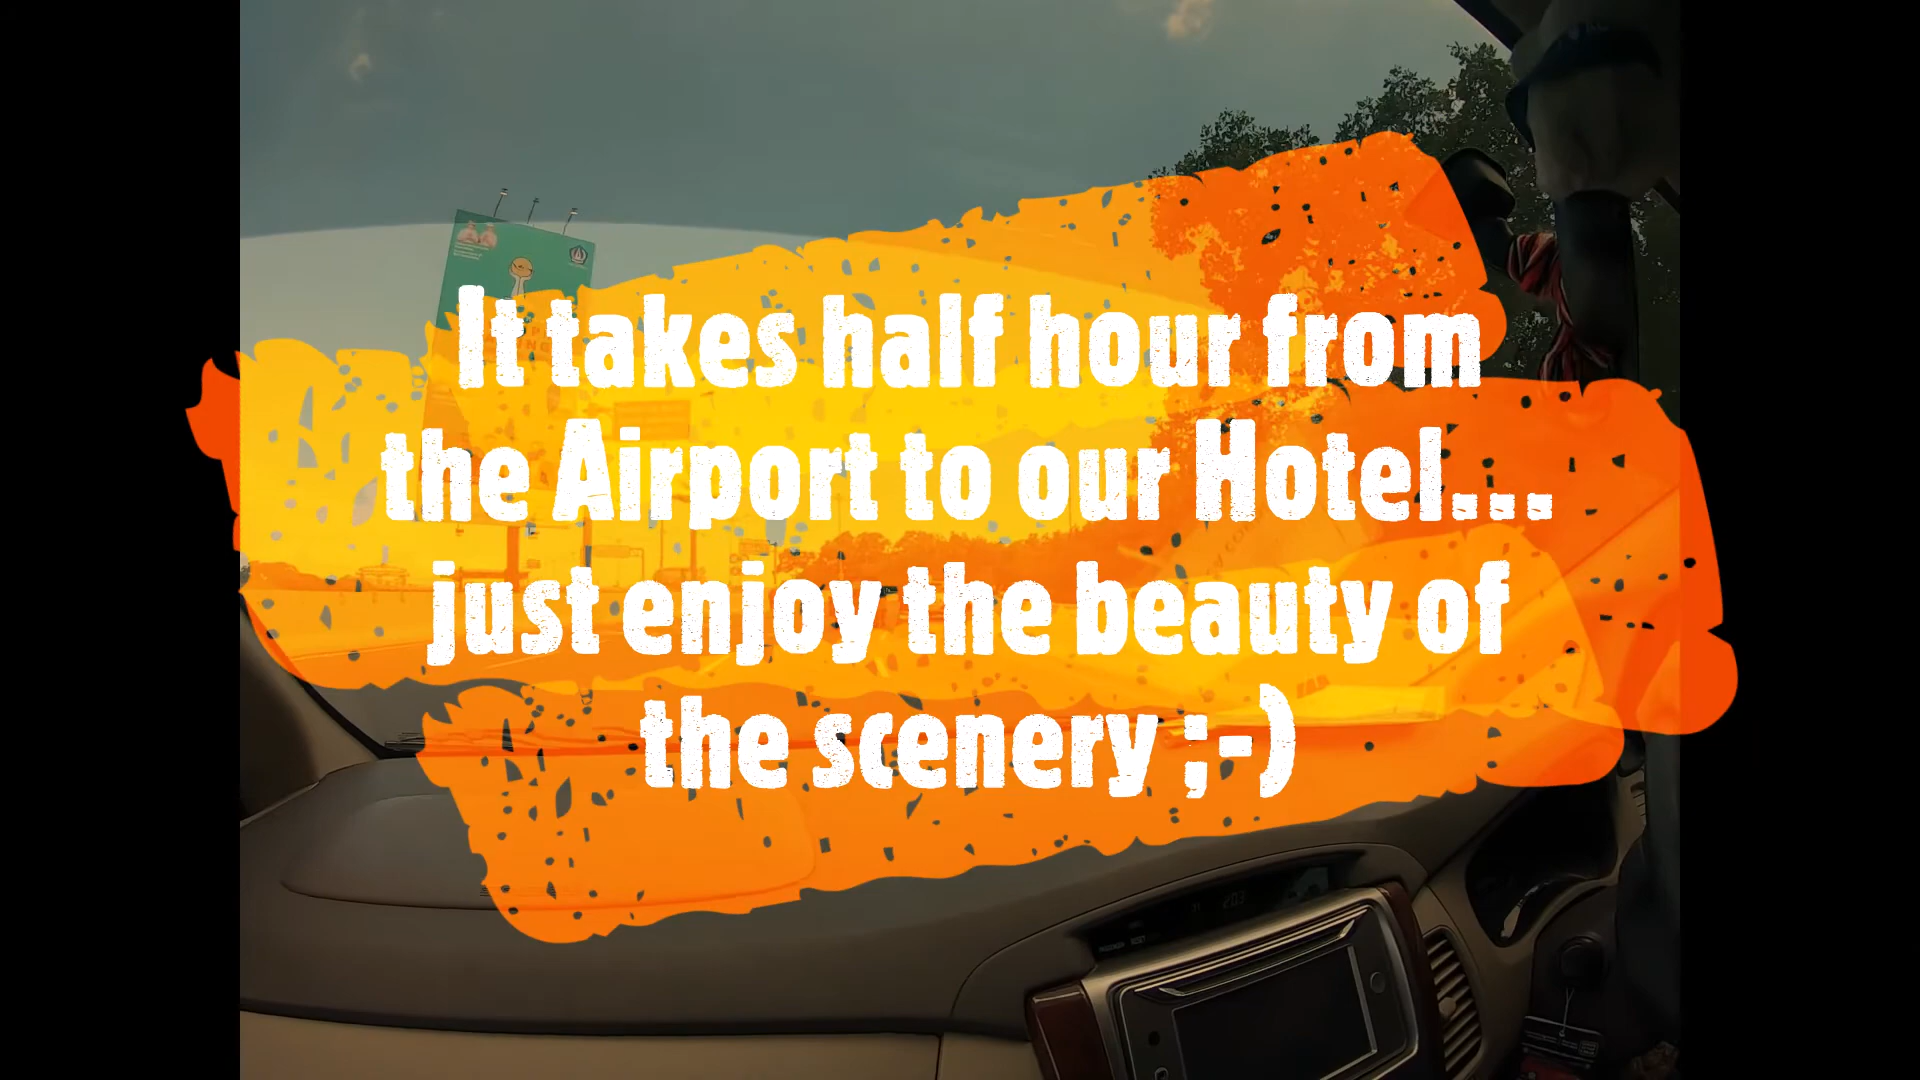 It takes half hour from
the Airport to our Hotel...
just enjoy the beauty of
the scenery ;-)